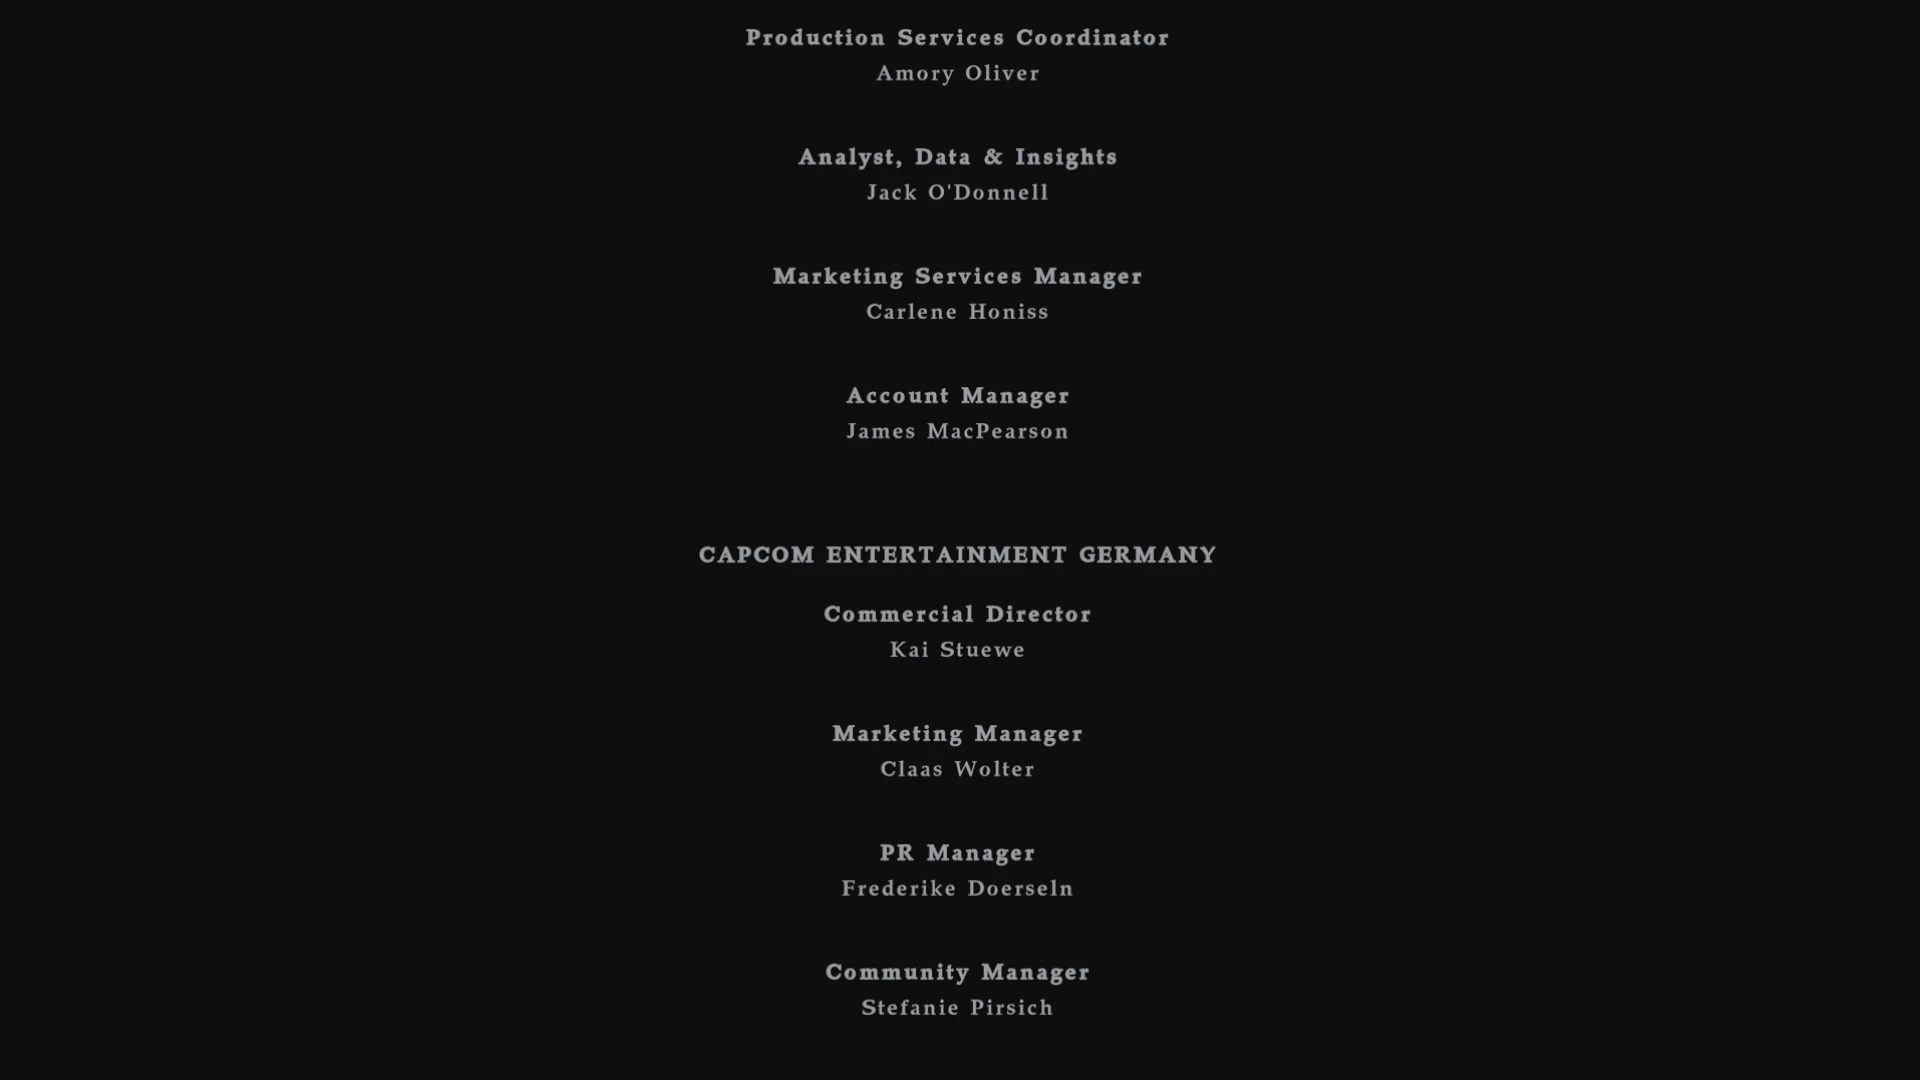 Production Services Coordinator
Amory Oliver
Analyst, Data & Insights
Jack O'Donnell
Marketing Services Manager
Carlene Honiss
Account Manager
James MacPearson
CAPCOM ENTERTAINMENT GERMANY
Commercial Director
Kai Stuewe
Marketing Manager
Claas Wolter
PR Manager
Frederike Doerseln
Community Manager
Stefanie Pirsich